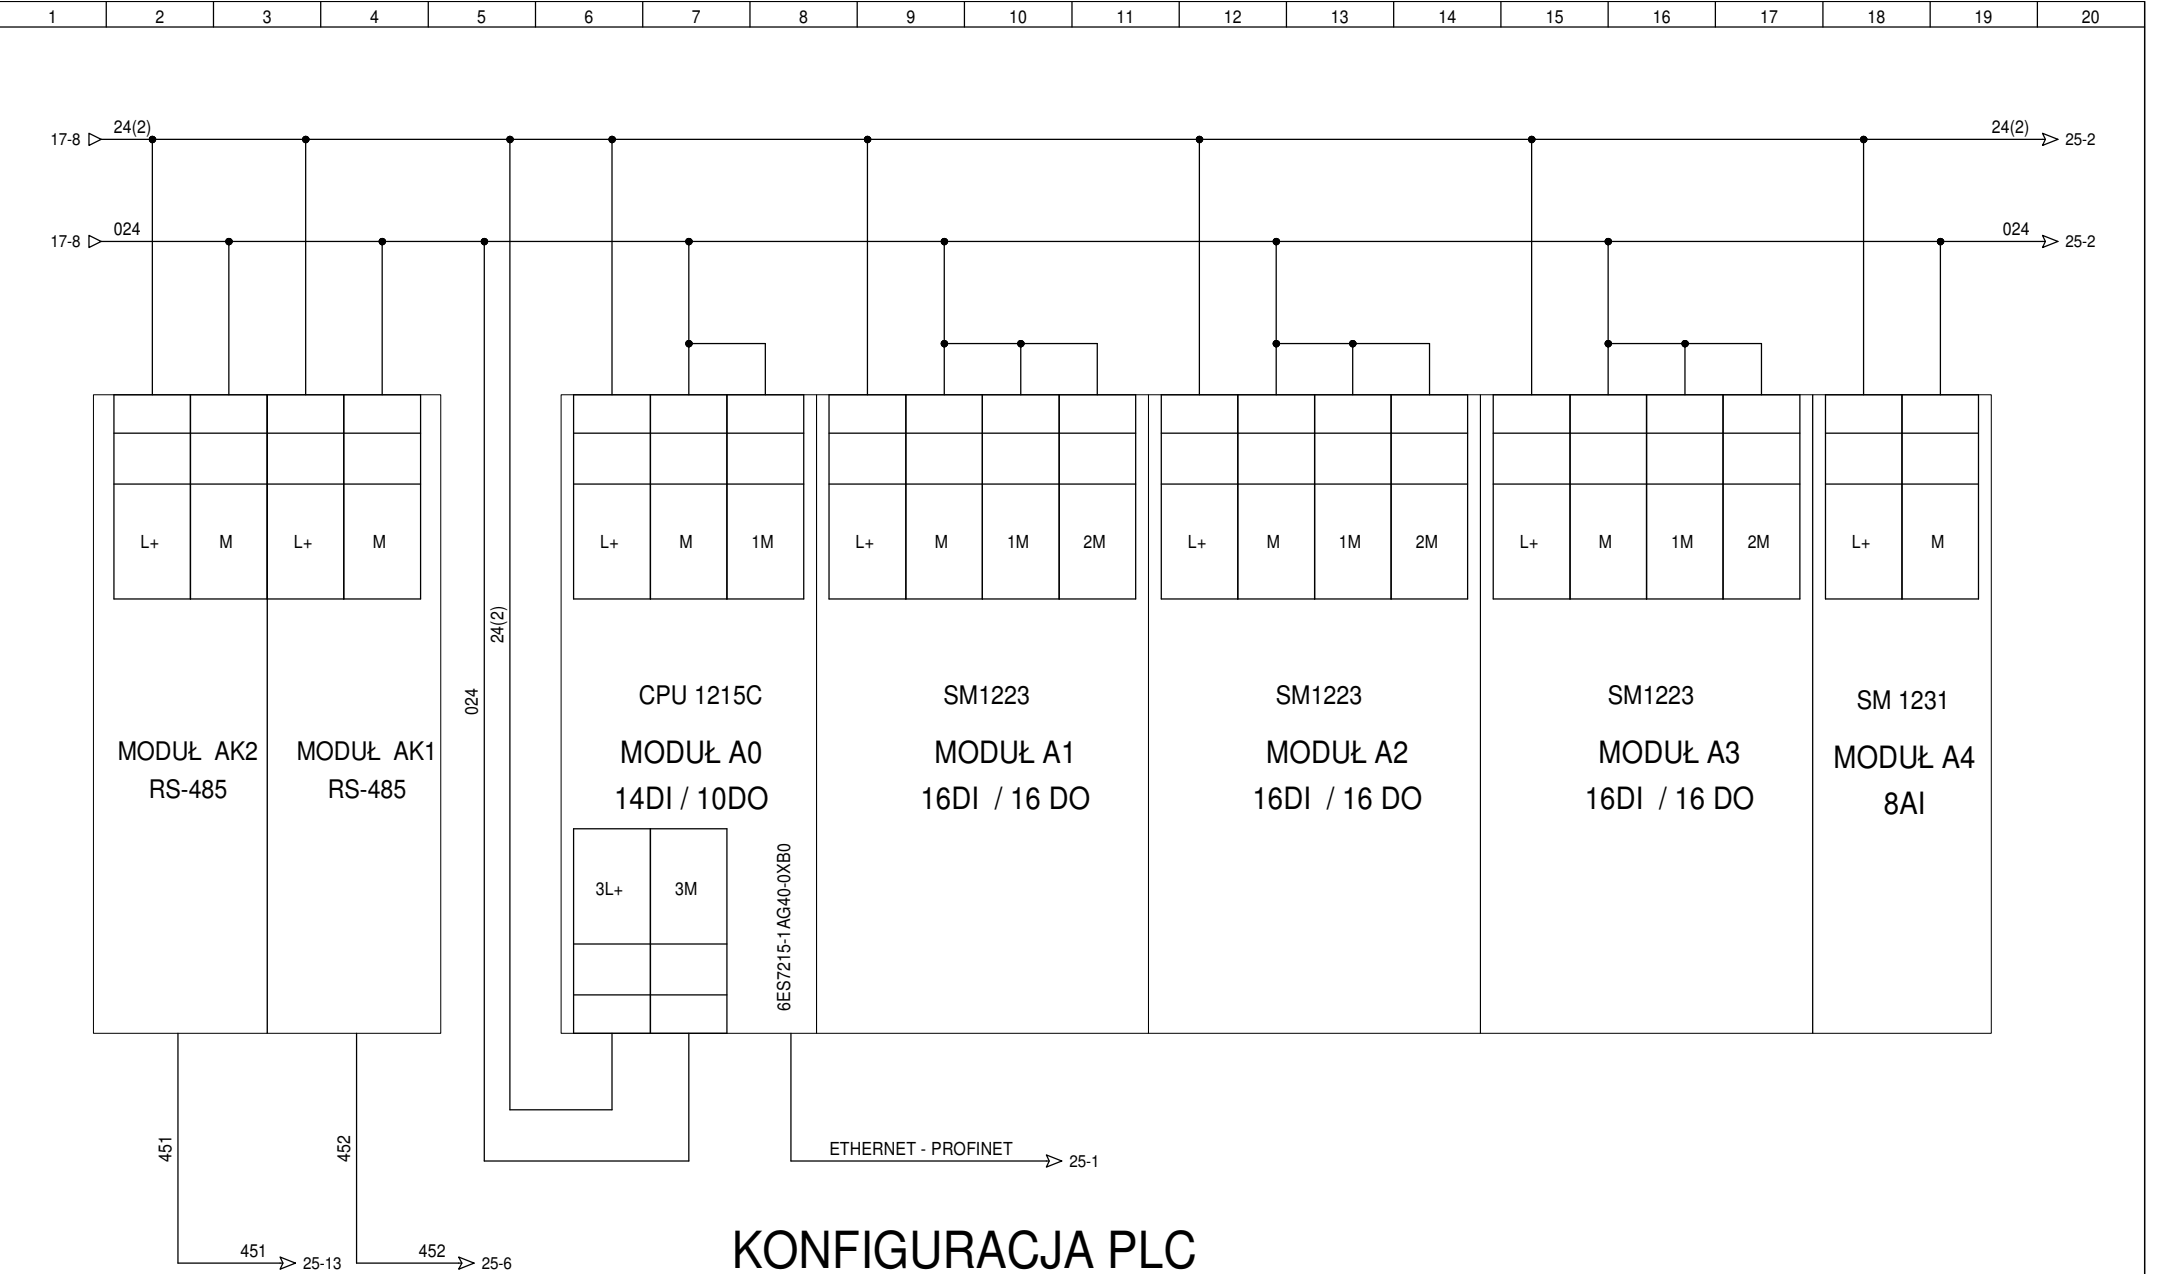 1 2 3 4 5 6 7 8 9 10 11 12 13 14 15 16 17 18 19 20
17-8 24(2) 24(2) 25-2
17-8 024 024 25-2
L+ M L+ M L+ M 1M L+ M 1M 2M L+ M 1M 2M L+ M 1M 2M L+ M
24(2)
024
CPU 1215C SM1223 SM1223 SM1223 SM 1231
MODUŁ AK2 MODUŁ AK1 MODUŁ A0 MODUŁ A1 MODUŁ A2 MODUŁ A3 MODUŁ A4
RS-485 RS-485 14DI / 10DO 16DI / 16 DO 16DI / 16 DO 16DI / 16 DO 8AI
3L+ 3M
6ES7215-1AG40-0XB0
451 452
ETHERNET - PROFINET 25-1
451 25-13 452 25-6
KONFIGURACJA PLC